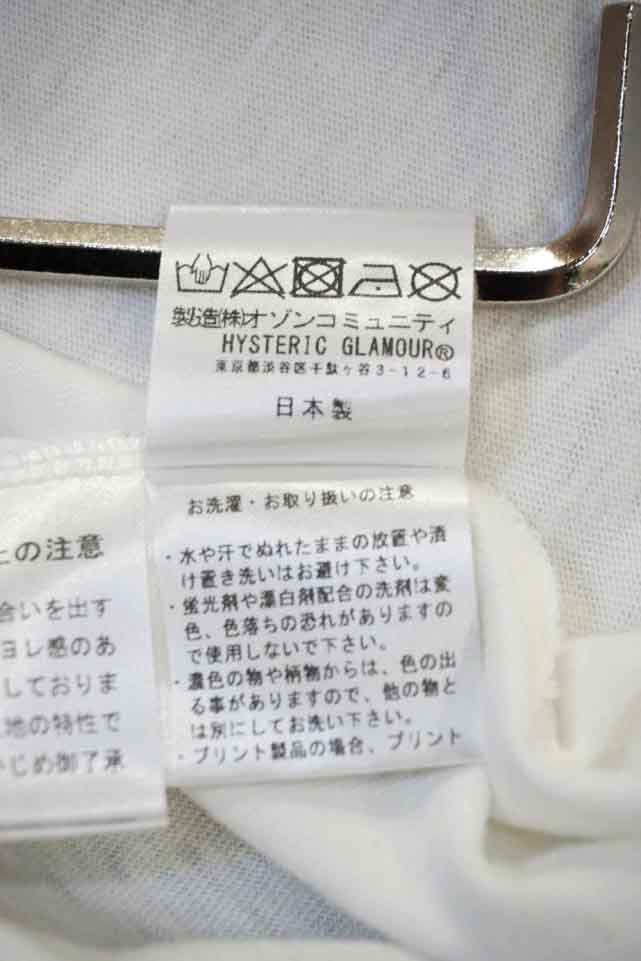 製造(株)オゾンコミュニティ
HYSTERIC GLAMOUR®
東京都渋谷区千駄ヶ谷3-12-6
日本製
お洗濯・お取り扱いの注意
・水や汗でぬれたままの放置や漬
け置き洗いはお避け下さい。
・蛍光剤や漂白剤配合の洗剤は変
色、色落ちの恐れがありますの
で使用しないで下さい。
・濃色の物や柄物からは、色の出
る事がありますので、他の物と
は別にしてお洗い下さい。
・プリント製品の場合、プリント
上の注意
合いを出す
ヨレ感のあ
しておりま
地の特性で
じめ御了承